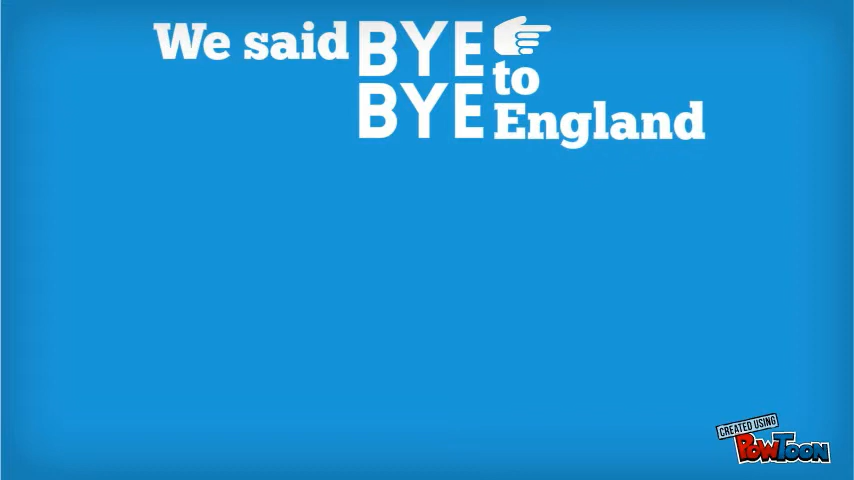 We said BYE
BYE to
England
CREATED USING
POWTOON